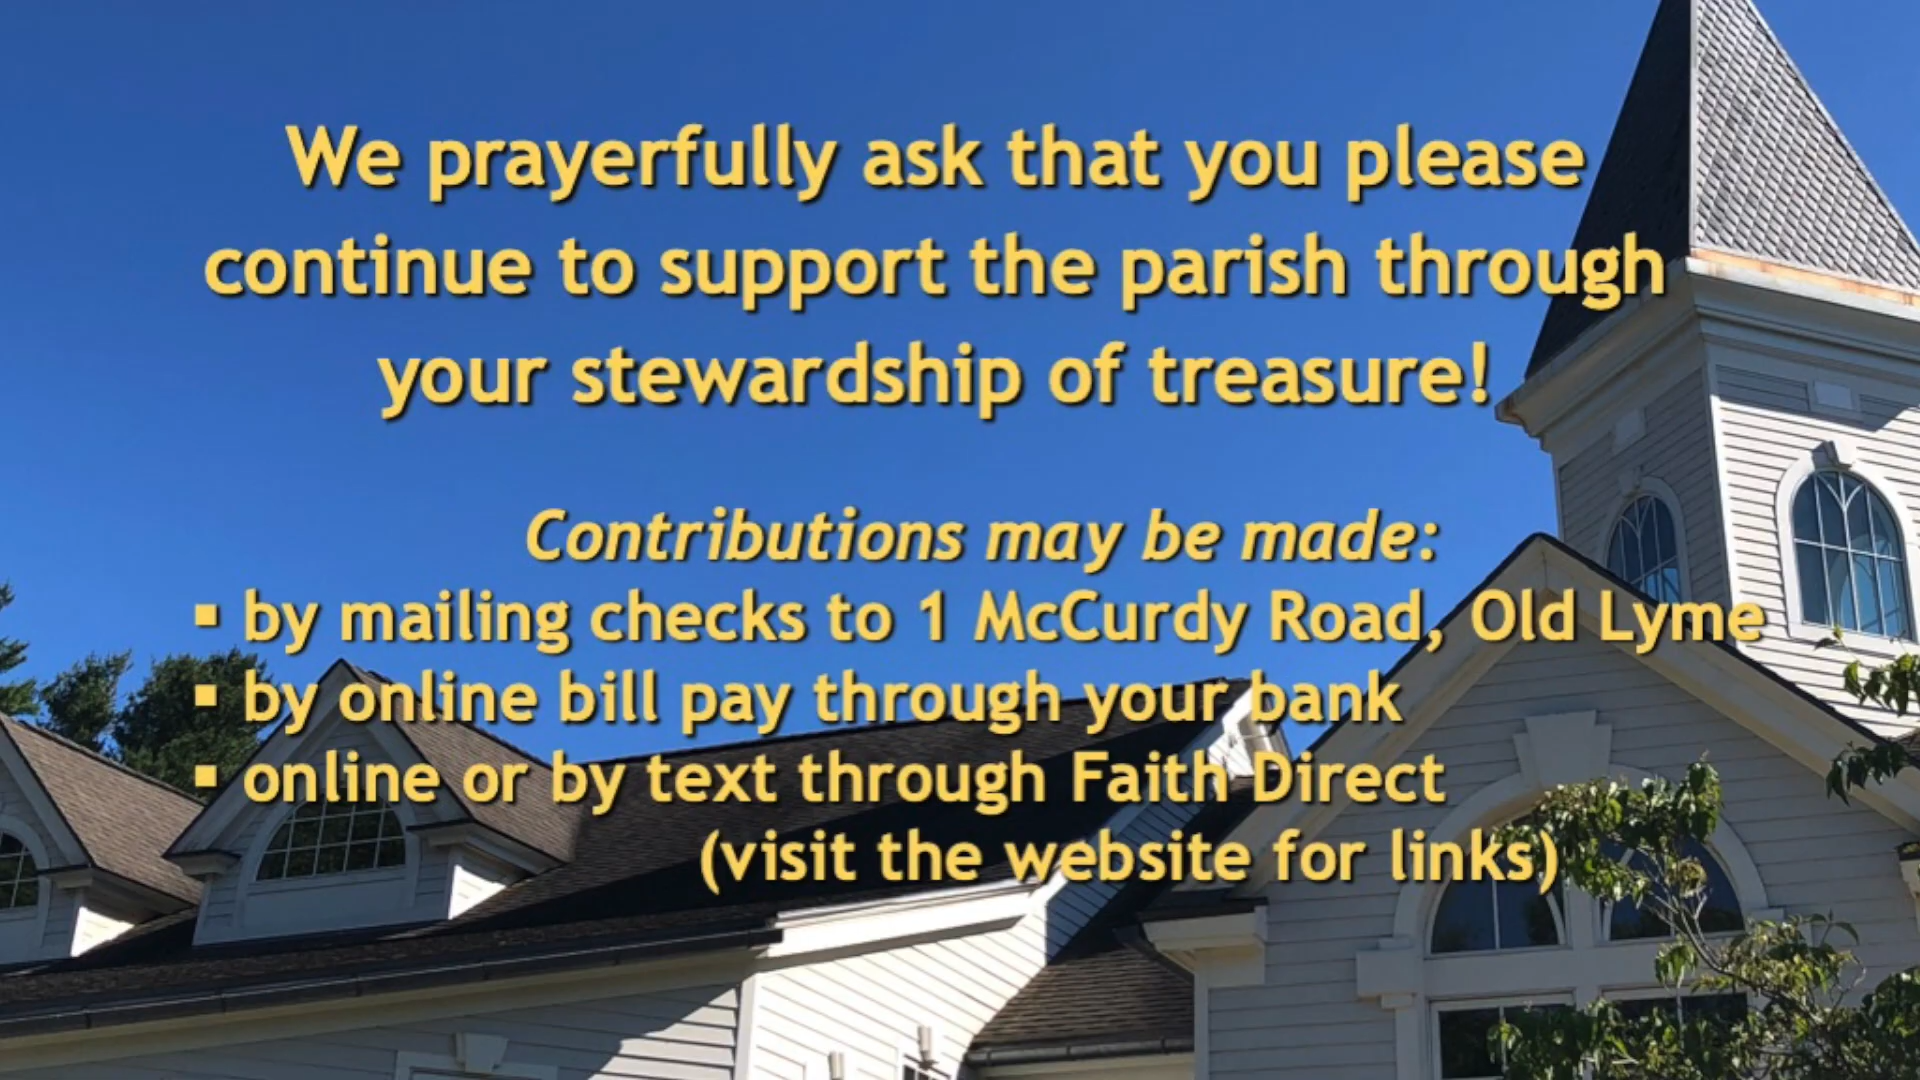 We prayerfully ask that you please
continue to support the parish through
your stewardship of treasure!
Contributions may be made:
▪ by mailing checks to 1 McCurdy Road, Old Lyme
▪ by online bill pay through your bank
▪ online or by text through Faith Direct
(visit the website for links)